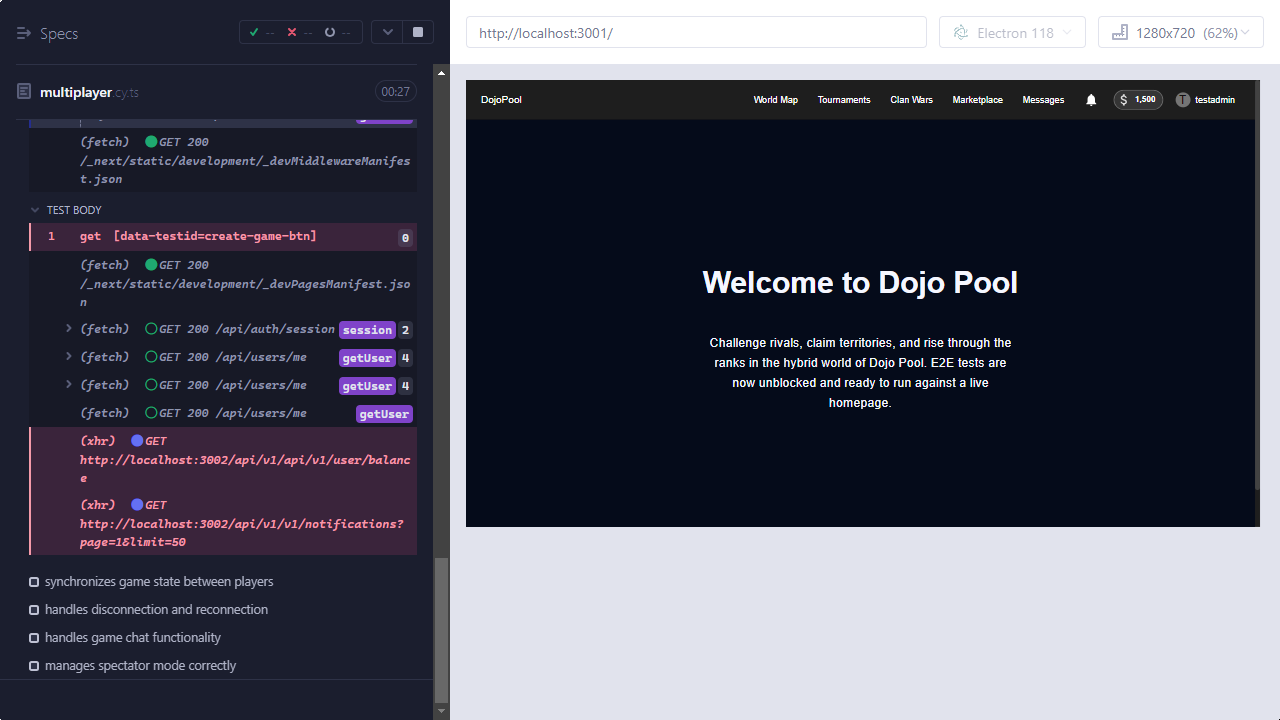 Specs
--
--
--
multiplayer.cy.ts
00:27
(fetch) GET 200
/_next/static/development/_devMiddlewareManifes
t.json
TEST BODY
1 get [data-testid=create-game-btn] 0
(fetch) GET 200
/_next/static/development/_devPagesManifest.jso
n
(fetch) GET 200 /api/auth/session session 2
(fetch) GET 200 /api/users/me getUser 4
(fetch) GET 200 /api/users/me getUser 4
(fetch) GET 200 /api/users/me getUser
(xhr) GET
http://localhost:3002/api/v1/api/v1/user/balanc
e
(xhr) GET
http://localhost:3002/api/v1/v1/notifications?
page=1&limit=50
synchronizes game state between players
handles disconnection and reconnection
handles game chat functionality
manages spectator mode correctly
http://localhost:3001/
Electron 118
1280x720 (62%)
DojoPool
World Map
Tournaments
Clan Wars
Marketplace
Messages
$ 1,500
T testadmin
Welcome to Dojo Pool
Challenge rivals, claim territories, and rise through the
ranks in the hybrid world of Dojo Pool. E2E tests are
now unblocked and ready to run against a live
homepage.